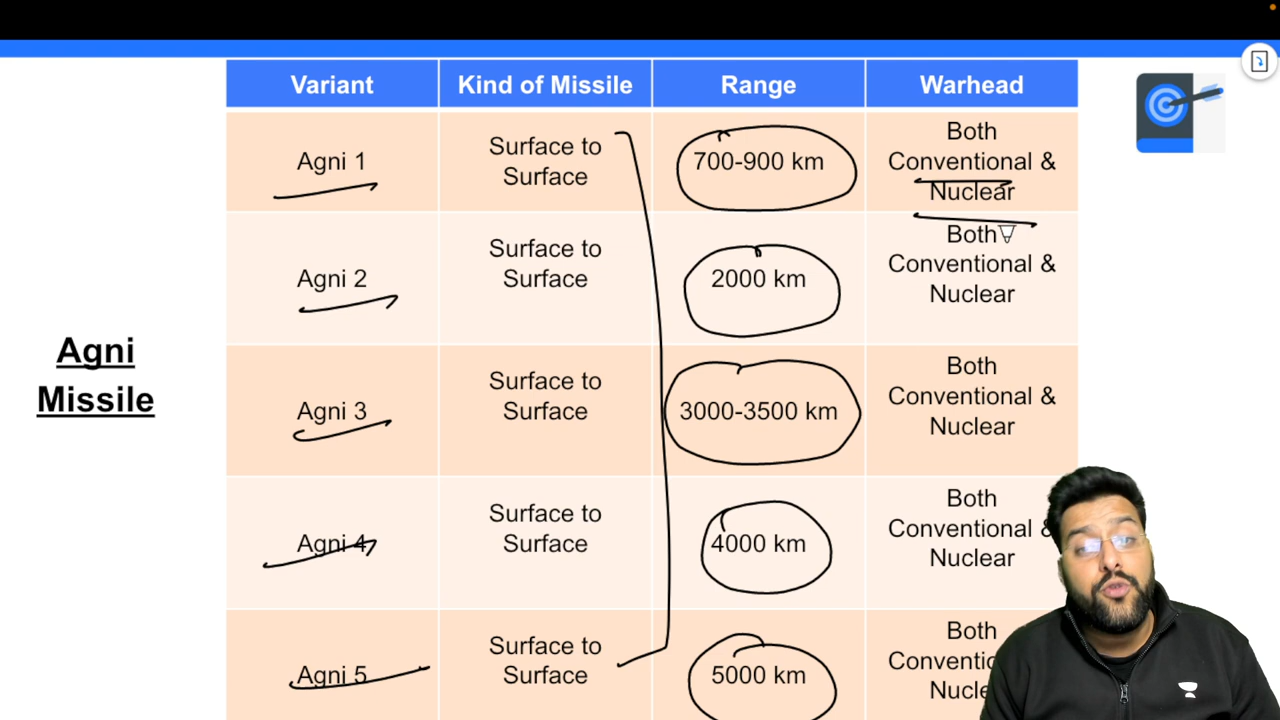 Variant Kind of Missile Range Warhead
Agni 1
Surface to
Surface
700-900 km
Both
Conventional &
Nuclear
Agni 2
Surface to
Surface
2000 km
Both
Conventional &
Nuclear
Agni
Missile
Agni 3
Surface to
Surface
3000-3500 km
Both
Conventional &
Nuclear
Agni 4
Surface to
Surface
4000 km
Both
Conventional &
Nuclear
Agni 5
Surface to
Surface
5000 km
Both